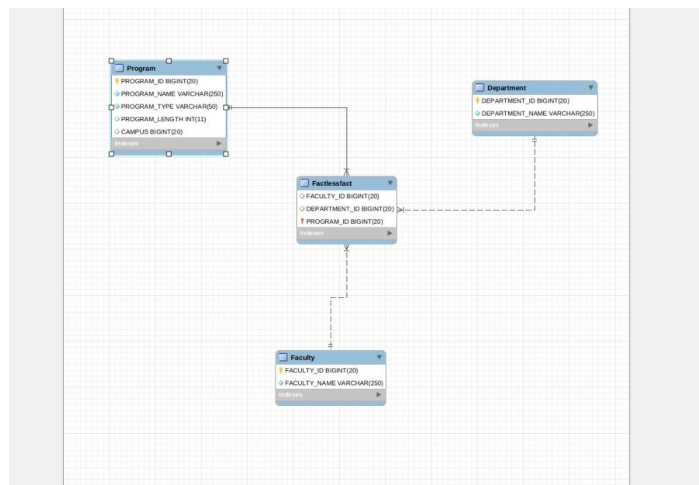 Program
PROGRAM_ID BIGINT(20)
PROGRAM_NAME VARCHAR(250)
PROGRAM_TYPE VARCHAR(50)
PROGRAM_LENGTH INT(11)
CAMPUS BIGINT(20)
Indexes
Department
DEPARTMENT_ID BIGINT(20)
DEPARTMENT_NAME VARCHAR(250)
Indexes
Factlessfact
FACULTY_ID BIGINT(20)
DEPARTMENT_ID BIGINT(20)
PROGRAM_ID BIGINT(20)
Indexes
Faculty
FACULTY_ID BIGINT(20)
FACULTY_NAME VARCHAR(250)
Indexes